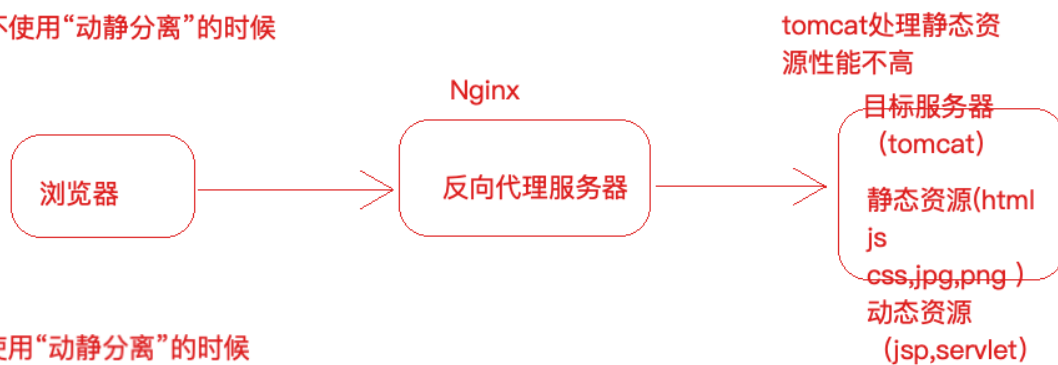 不使用“动静分离”的时候
tomcat处理静态资
源性能不高
Nginx
目标服务器
（tomcat）
浏览器
反向代理服务器
静态资源(html
js
css,jpg,png ）
动态资源
（jsp,servlet）
使用“动静分离”的时候